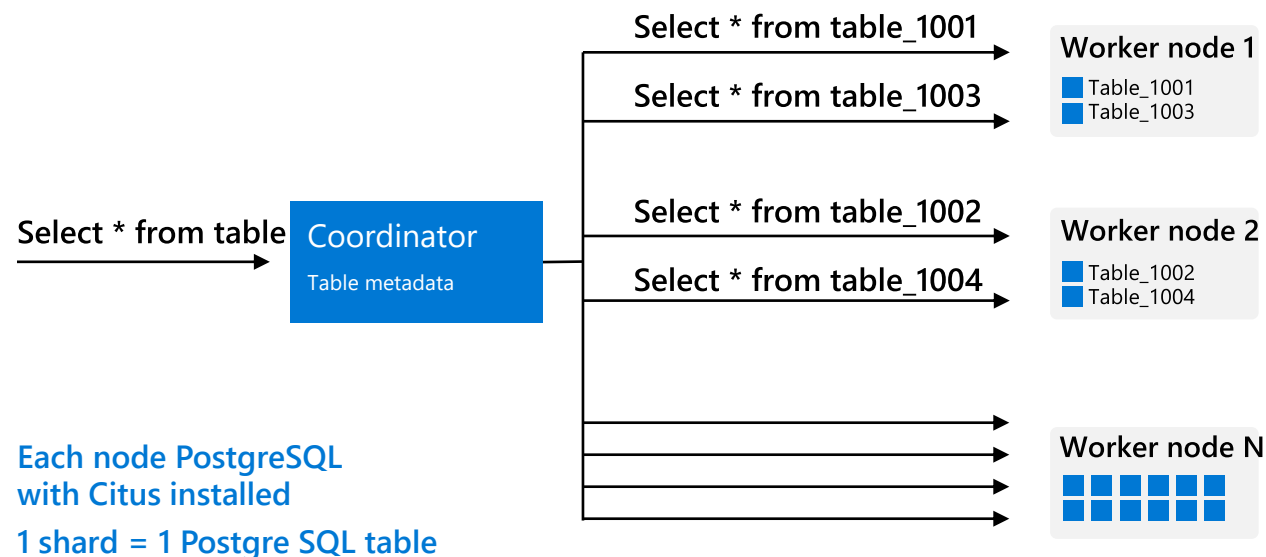 Select * from table_1001
Worker node 1
Table_1001
Table_1003
Select * from table_1003
Select * from table
Coordinator
Table metadata
Select * from table_1002
Worker node 2
Table_1002
Table_1004
Select * from table_1004
Worker node N
Each node PostgreSQL
with Citus installed
1 shard = 1 Postgre SQL table